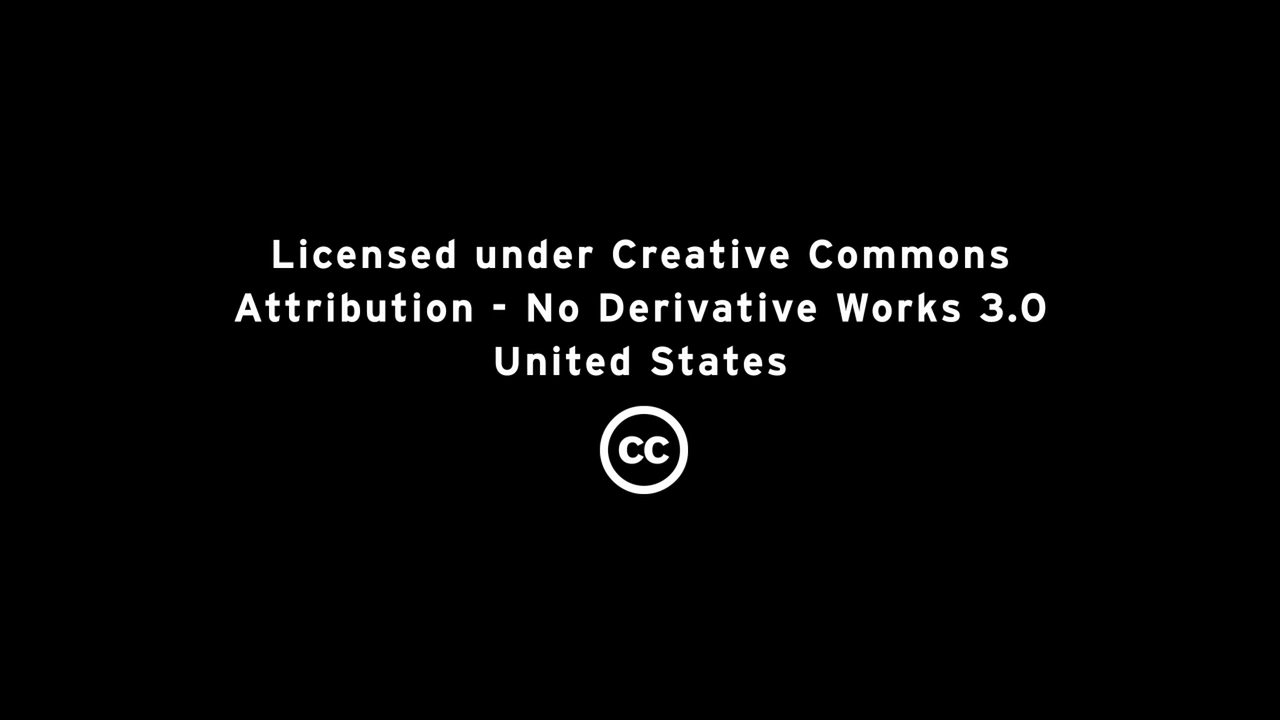 Licensed under Creative Commons
Attribution - No Derivative Works 3.0
United States
cc